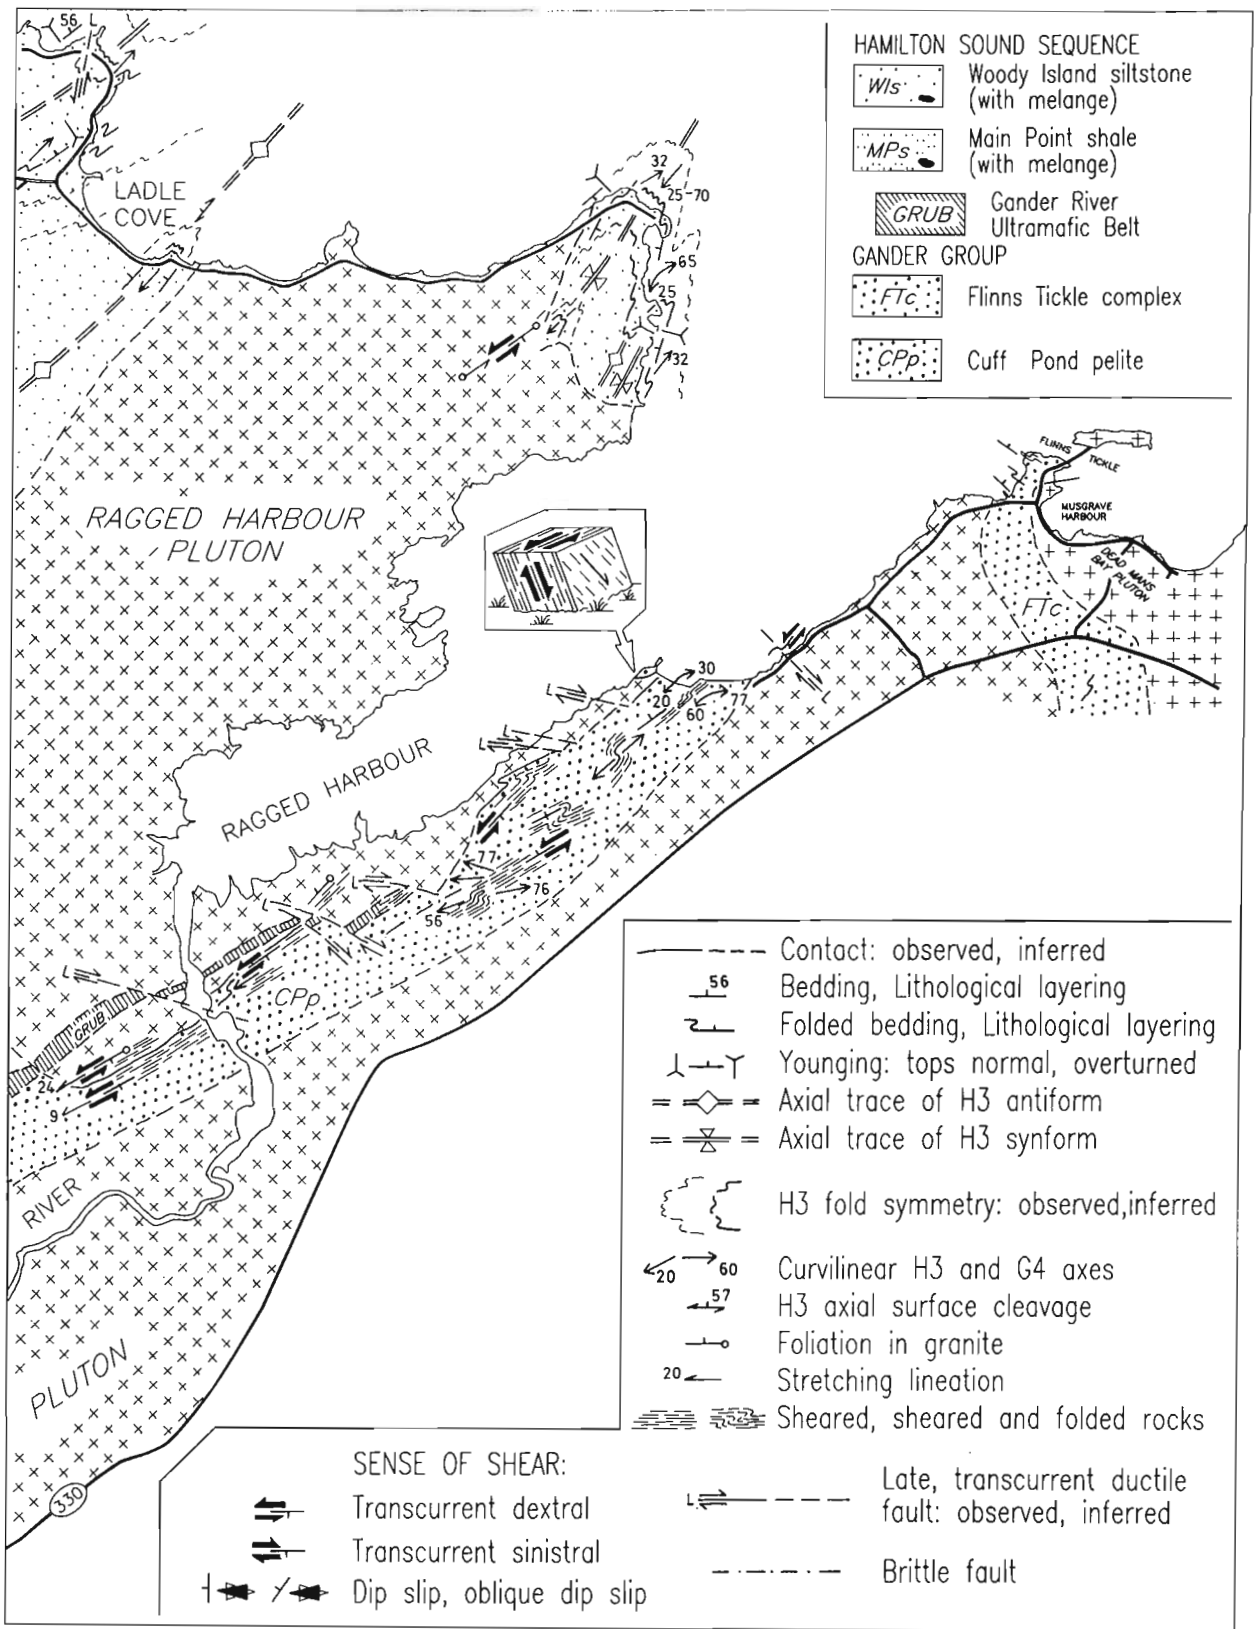 56
L
LADLE
COVE
32
25-70
65
25
32
RAGGED HARBOUR
PLUTON
HAMILTON SOUND SEQUENCE
WIs
Woody Island siltstone
(with melange)
MPs
Main Point shale
(with melange)
GRUB
Gander River
Ultramafic Belt
GANDER GROUP
FTc
Flinns Tickle complex
CPp
Cuff Pond pelite
FLINNS
TICKLE
MUSGRAVE
HARBOUR
DEAD MANS
BAY PLUTON
FTc
30
20
60
77
L
L
L
RAGGED HARBOUR
77
76
56
L
L
L
CPp
L
GRUB
24
9
RIVER
PLUTON
330
Contact: observed, inferred
56
Bedding, Lithological layering
Folded bedding, Lithological layering
Younging: tops normal, overturned
Axial trace of H3 antiform
Axial trace of H3 synform
H3 fold symmetry: observed,inferred
20
60
Curvilinear H3 and G4 axes
57
H3 axial surface cleavage
Foliation in granite
20
Stretching lineation
Sheared, sheared and folded rocks
SENSE OF SHEAR:
Transcurrent dextral
Transcurrent sinistral
Dip slip, oblique dip slip
L
Late, transcurrent ductile
fault: observed, inferred
Brittle fault